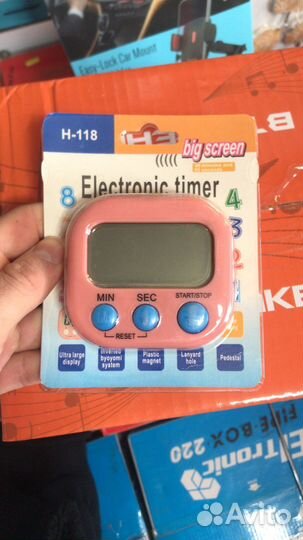 Easy-Lock Car Mount
H-118
big screen
Electronic timer
8
4
3
MIN SEC START/STOP
RESET
Ultra large display
Inverted byoyomi system
Plastic magnet
Lanyard hole
Pedestal
Tronic
FIRE-BOX 220
Avito